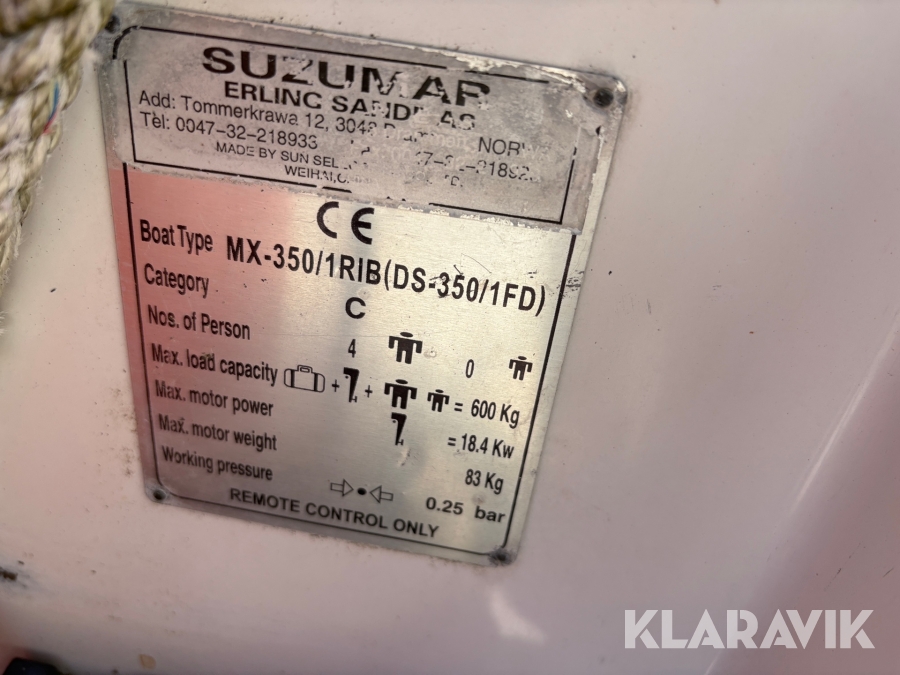 SUZUMAR
ERLING SANDE AS
Add: Tommerkrawa 12, 3048
Tel: 0047-32-218933
MADE BY SUN SEL
WEIHAI,
CE
Boat Type MX-350/1RIB(DS-350/1FD)
Category C
Nos. of Person 4 0
Max. load capacity + + = 600 Kg
Max. motor power = 18.4 Kw
Max. motor weight 83 Kg
Working pressure 0.25 bar
REMOTE CONTROL ONLY
KLARAVIK